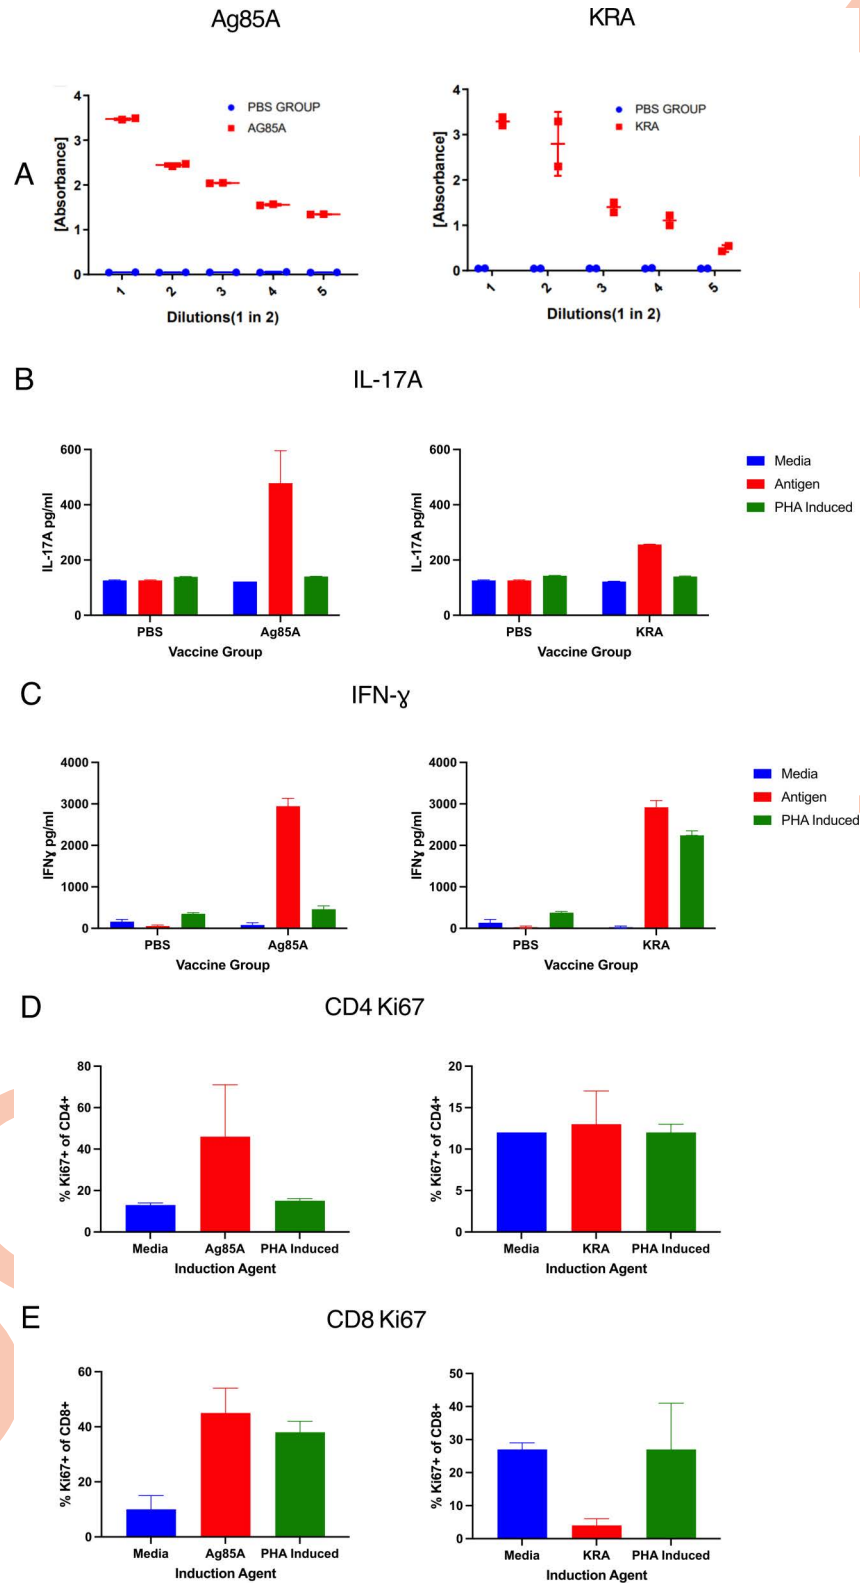 Ag85A
KRA
A
[Absorbance]
4
3
2
1
0
PBS GROUP
AG85A
1
2
3
4
5
Dilutions(1 in 2)
[Absorbance]
4
3
2
1
0
PBS GROUP
KRA
1
2
3
4
5
Dilutions(1 in 2)
B
IL-17A
IL-17A pg/ml
600
400
200
0
PBS
Ag85A
Vaccine Group
IL-17A pg/ml
600
400
200
0
PBS
KRA
Vaccine Group
Media
Antigen
PHA Induced
C
IFN-ɣ
IFNɣ pg/ml
4000
3000
2000
1000
0
PBS
Ag85A
Vaccine Group
IFNɣ pg/ml
4000
3000
2000
1000
0
PBS
KRA
Vaccine Group
Media
Antigen
PHA Induced
D
CD4 Ki67
% Ki67+ of CD4+
80
60
40
20
0
Media
Ag85A
PHA Induced
Induction Agent
% Ki67+ of CD4+
20
15
10
5
0
Media
KRA
PHA Induced
Induction Agent
E
CD8 Ki67
% Ki67+ of CD8+
60
40
20
0
Media
Ag85A
PHA Induced
Induction Agent
% Ki67+ of CD8+
50
40
30
20
10
0
Media
KRA
PHA Induced
Induction Agent